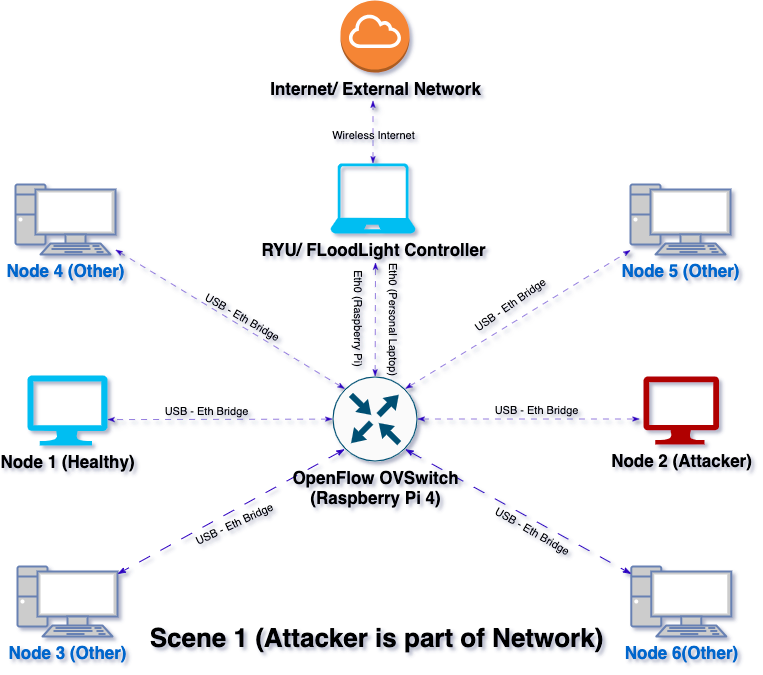 Internet/ External Network
Wireless Internet
RYU/ FLoodLight Controller
Node 4 (Other)
Node 5 (Other)
Eth0 (Raspberry Pi)
Eth0 (Personal Laptop)
USB - Eth Bridge
USB - Eth Bridge
USB - Eth Bridge
USB - Eth Bridge
Node 1 (Healthy)
Node 2 (Attacker)
OpenFlow OVSwitch
(Raspberry Pi 4)
USB - Eth Bridge
USB - Eth Bridge
Scene 1 (Attacker is part of Network)
Node 3 (Other)
Node 6(Other)